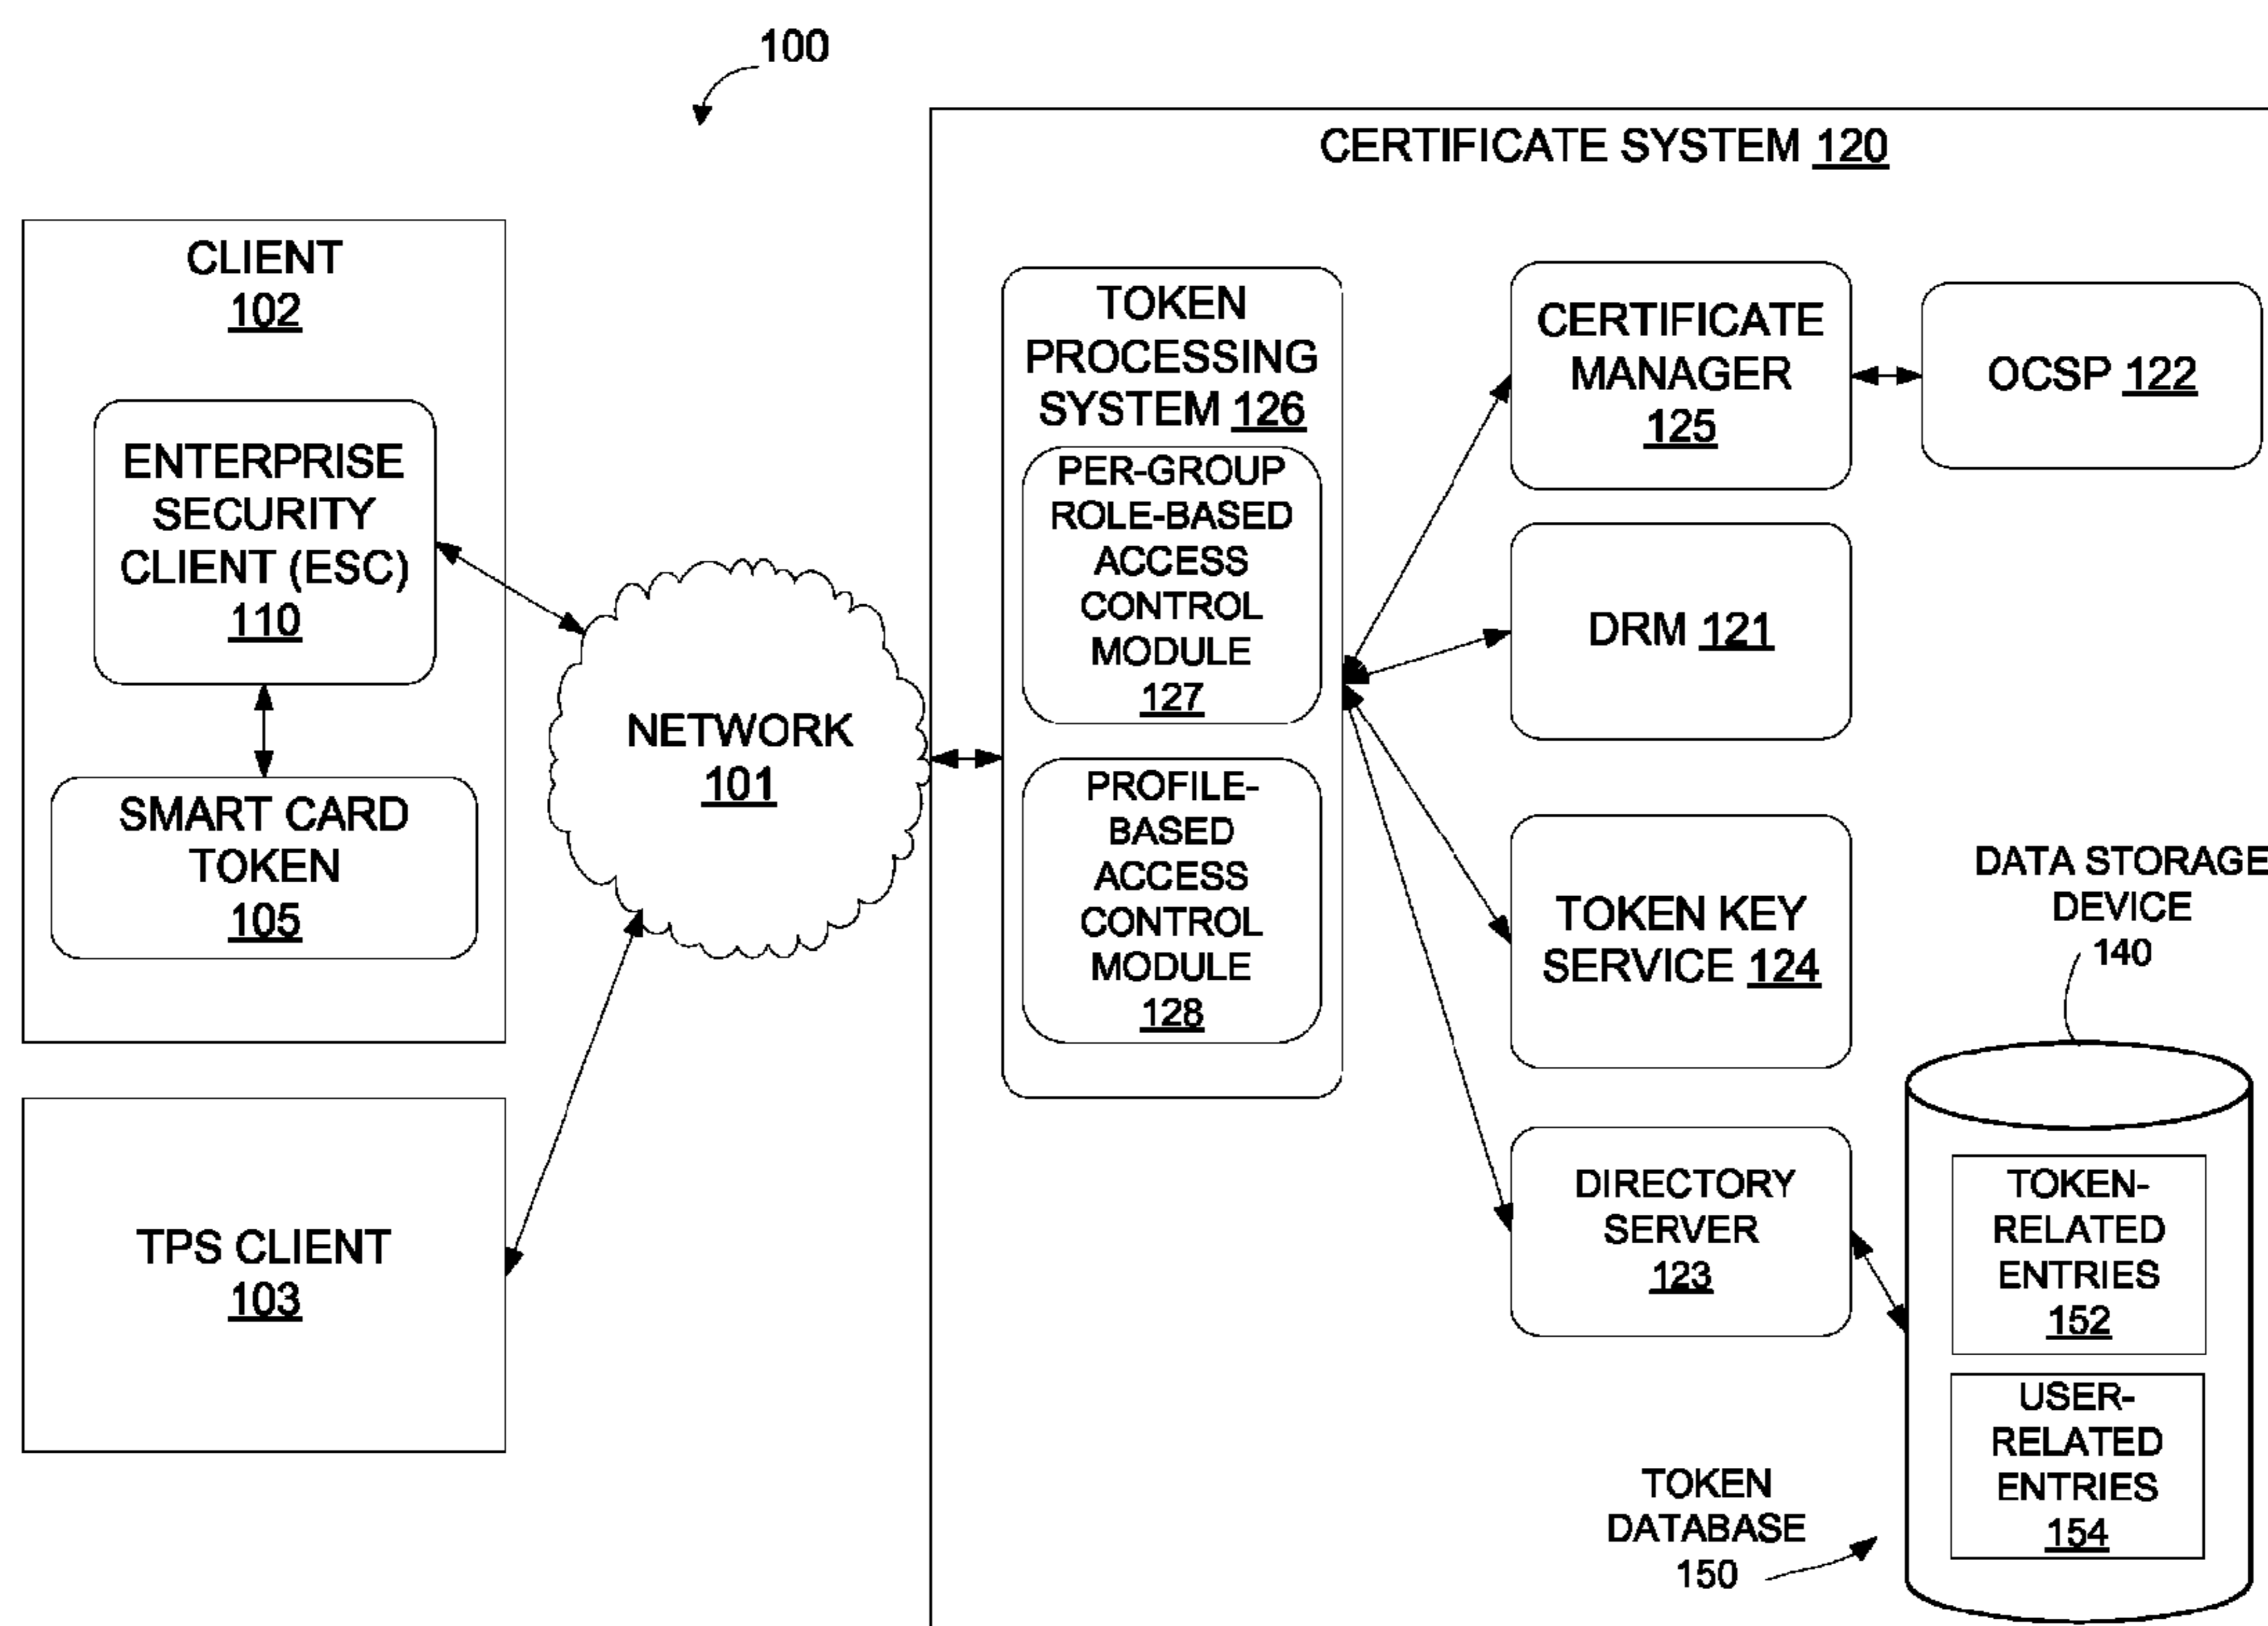 100
CERTIFICATE SYSTEM 120
CLIENT
102
ENTERPRISE
SECURITY
CLIENT (ESC)
110
SMART CARD
TOKEN
105
TPS CLIENT
103
NETWORK
101
TOKEN
PROCESSING
SYSTEM 126
PER-GROUP
ROLE-BASED
ACCESS
CONTROL
MODULE
127
PROFILE-
BASED
ACCESS
CONTROL
MODULE
128
CERTIFICATE
MANAGER
125
OCSP 122
DRM 121
TOKEN KEY
SERVICE 124
DIRECTORY
SERVER
123
DATA STORAGE
DEVICE
140
TOKEN-
RELATED
ENTRIES
152
USER-
RELATED
ENTRIES
154
TOKEN
DATABASE
150